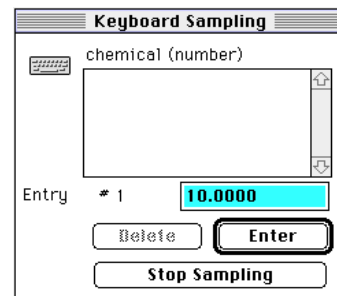 Keyboard Sampling
chemical (number)
Entry # 1 10.0000
Delete Enter
Stop Sampling